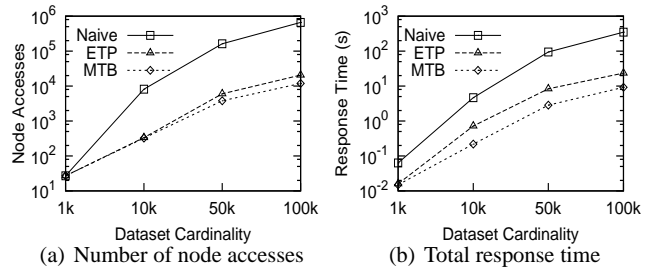 Node Accesses
10^6
10^5
10^4
10^3
10^2
10^1
Naive
ETP
MTB
1k 10k 50k 100k
Dataset Cardinality
(a) Number of node accesses
Response Time (s)
10^3
10^2
10^1
10^0
10^-1
10^-2
Naive
ETP
MTB
1k 10k 50k 100k
Dataset Cardinality
(b) Total response time